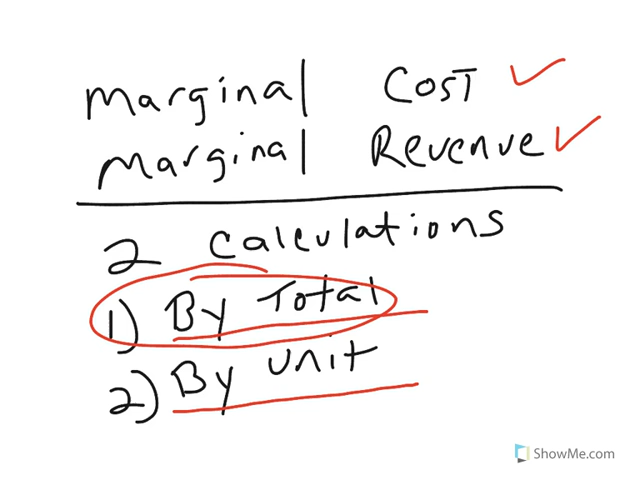 Marginal Cost
Marginal Revenue
2 Calculations
1) By Total
2) By unit
ShowMe.com